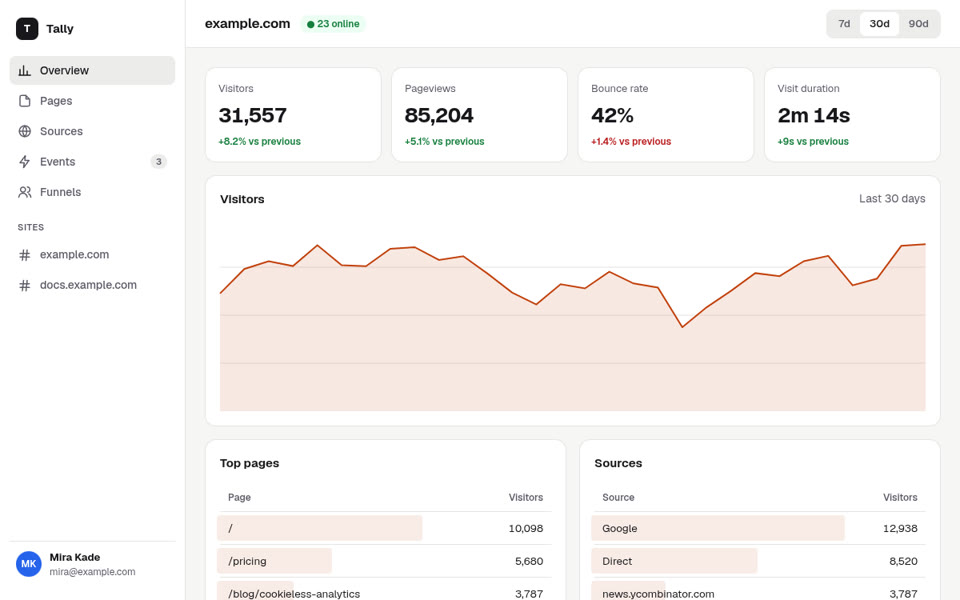 T Tally
Overview
Pages
Sources
Events 3
Funnels
SITES
example.com
docs.example.com
MK Mira Kade
mira@example.com
example.com 23 online
7d 30d 90d
Visitors
31,557
+8.2% vs previous
Pageviews
85,204
+5.1% vs previous
Bounce rate
42%
+1.4% vs previous
Visit duration
2m 14s
+9s vs previous
Visitors Last 30 days
Top pages
Page Visitors
/ 10,098
/pricing 5,680
/blog/cookieless-analytics 3,787
Sources
Source Visitors
Google 12,938
Direct 8,520
news.ycombinator.com 3,787